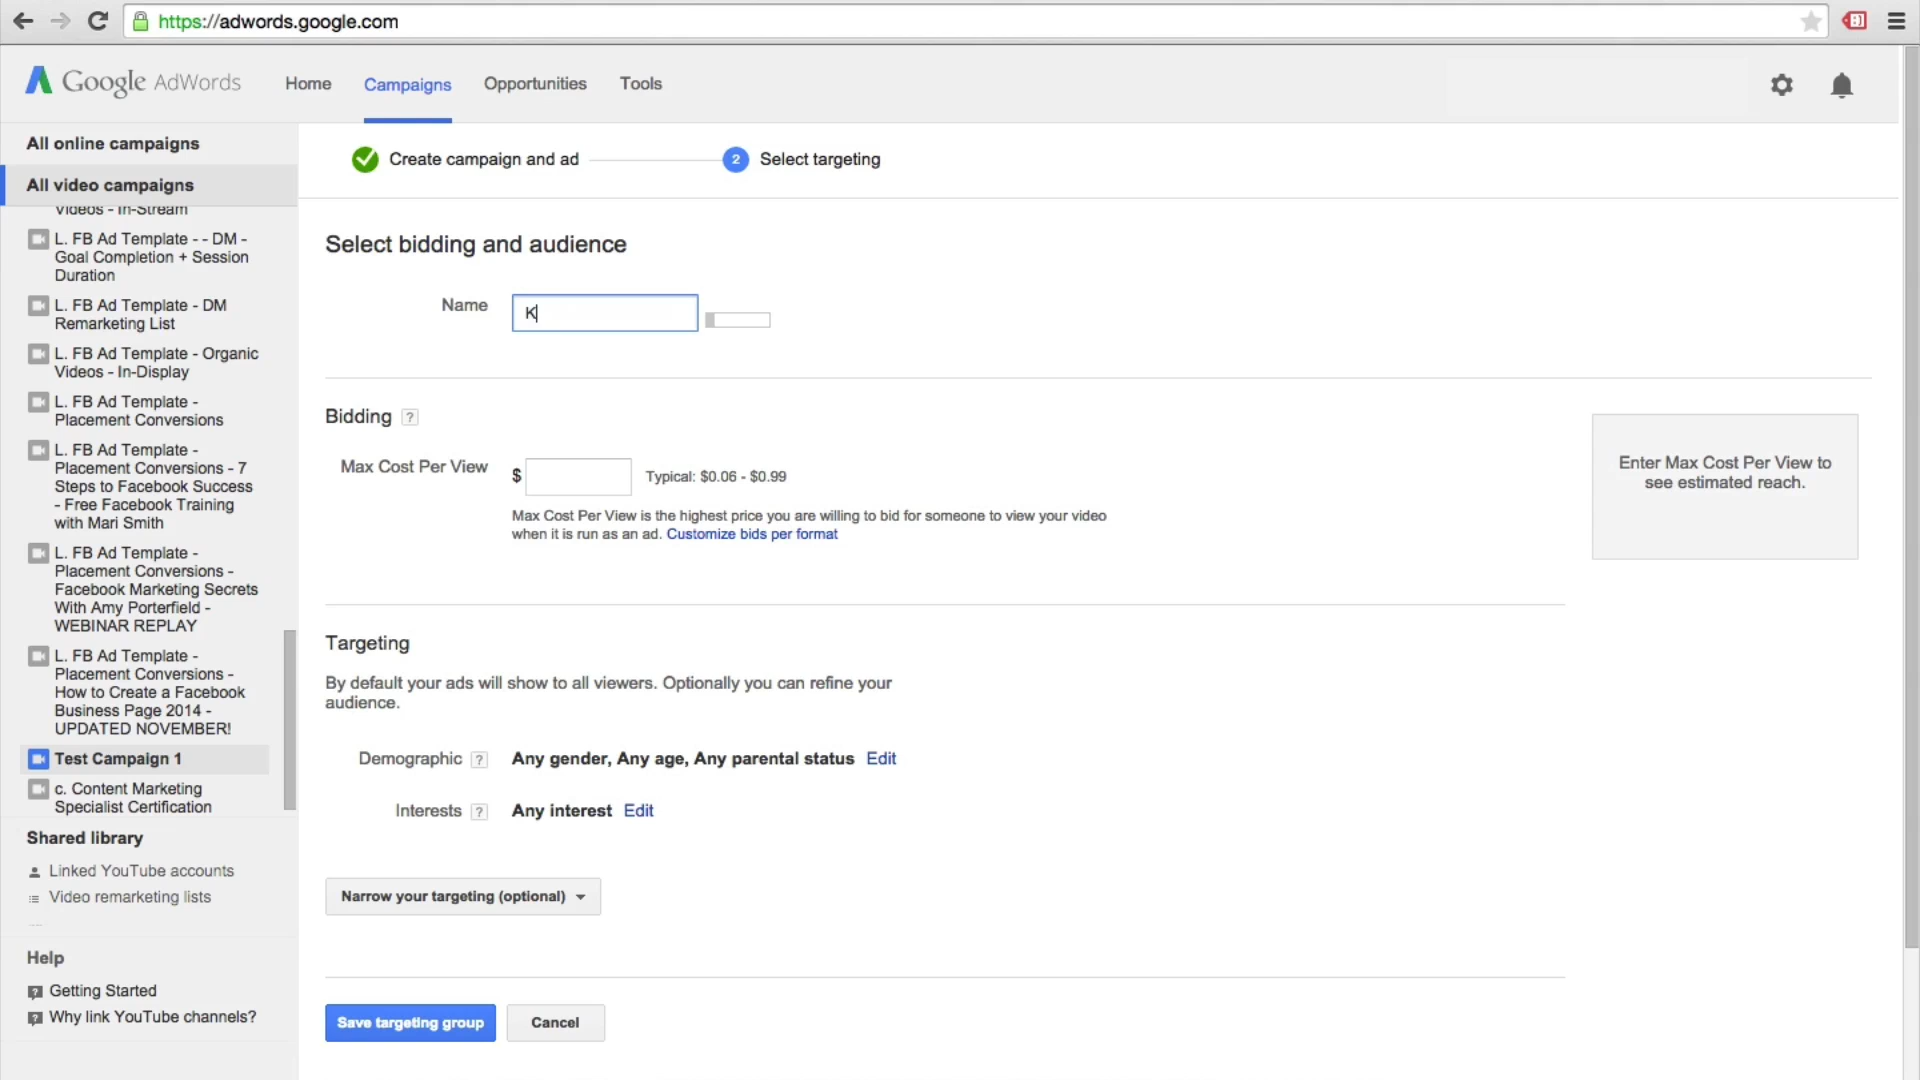 https://adwords.google.com
Google AdWords
Home
Campaigns
Opportunities
Tools
All online campaigns
All video campaigns
Videos - In-Stream
L. FB Ad Template - - DM -
Goal Completion + Session
Duration
L. FB Ad Template - DM
Remarketing List
L. FB Ad Template - Organic
Videos - In-Display
L. FB Ad Template -
Placement Conversions
L. FB Ad Template -
Placement Conversions - 7
Steps to Facebook Success
- Free Facebook Training
with Mari Smith
L. FB Ad Template -
Placement Conversions -
Facebook Marketing Secrets
With Amy Porterfield -
WEBINAR REPLAY
L. FB Ad Template -
Placement Conversions -
How to Create a Facebook
Business Page 2014 -
UPDATED NOVEMBER!
Test Campaign 1
c. Content Marketing
Specialist Certification
Shared library
Linked YouTube accounts
Video remarketing lists
Help
? Getting Started
? Why link YouTube channels?
Create campaign and ad
2 Select targeting
Select bidding and audience
Name
K
Bidding ?
Max Cost Per View
$
Typical: $0.06 - $0.99
Max Cost Per View is the highest price you are willing to bid for someone to view your video
when it is run as an ad. Customize bids per format
Enter Max Cost Per View to
see estimated reach.
Targeting
By default your ads will show to all viewers. Optionally you can refine your
audience.
Demographic ? Any gender, Any age, Any parental status Edit
Interests ? Any interest Edit
Narrow your targeting (optional)
Save targeting group
Cancel